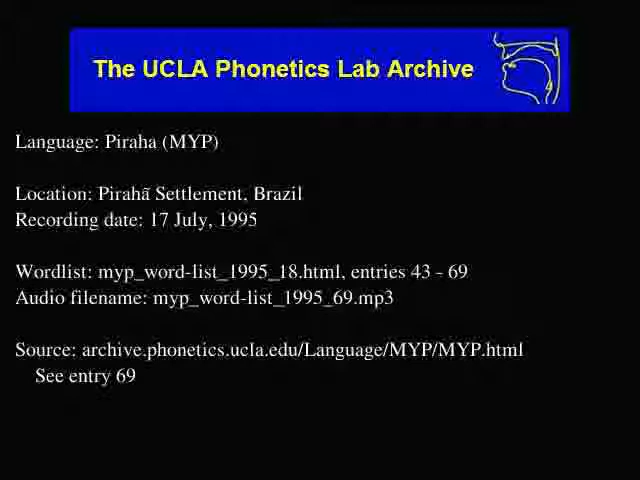 The UCLA Phonetics Lab Archive
Language: Piraha (MYP)
Location: Pirahã Settlement, Brazil
Recording date: 17 July, 1995
Wordlist: myp_word-list_1995_18.html, entries 43 - 69
Audio filename: myp_word-list_1995_69.mp3
Source: archive.phonetics.ucla.edu/Language/MYP/MYP.html
See entry 69